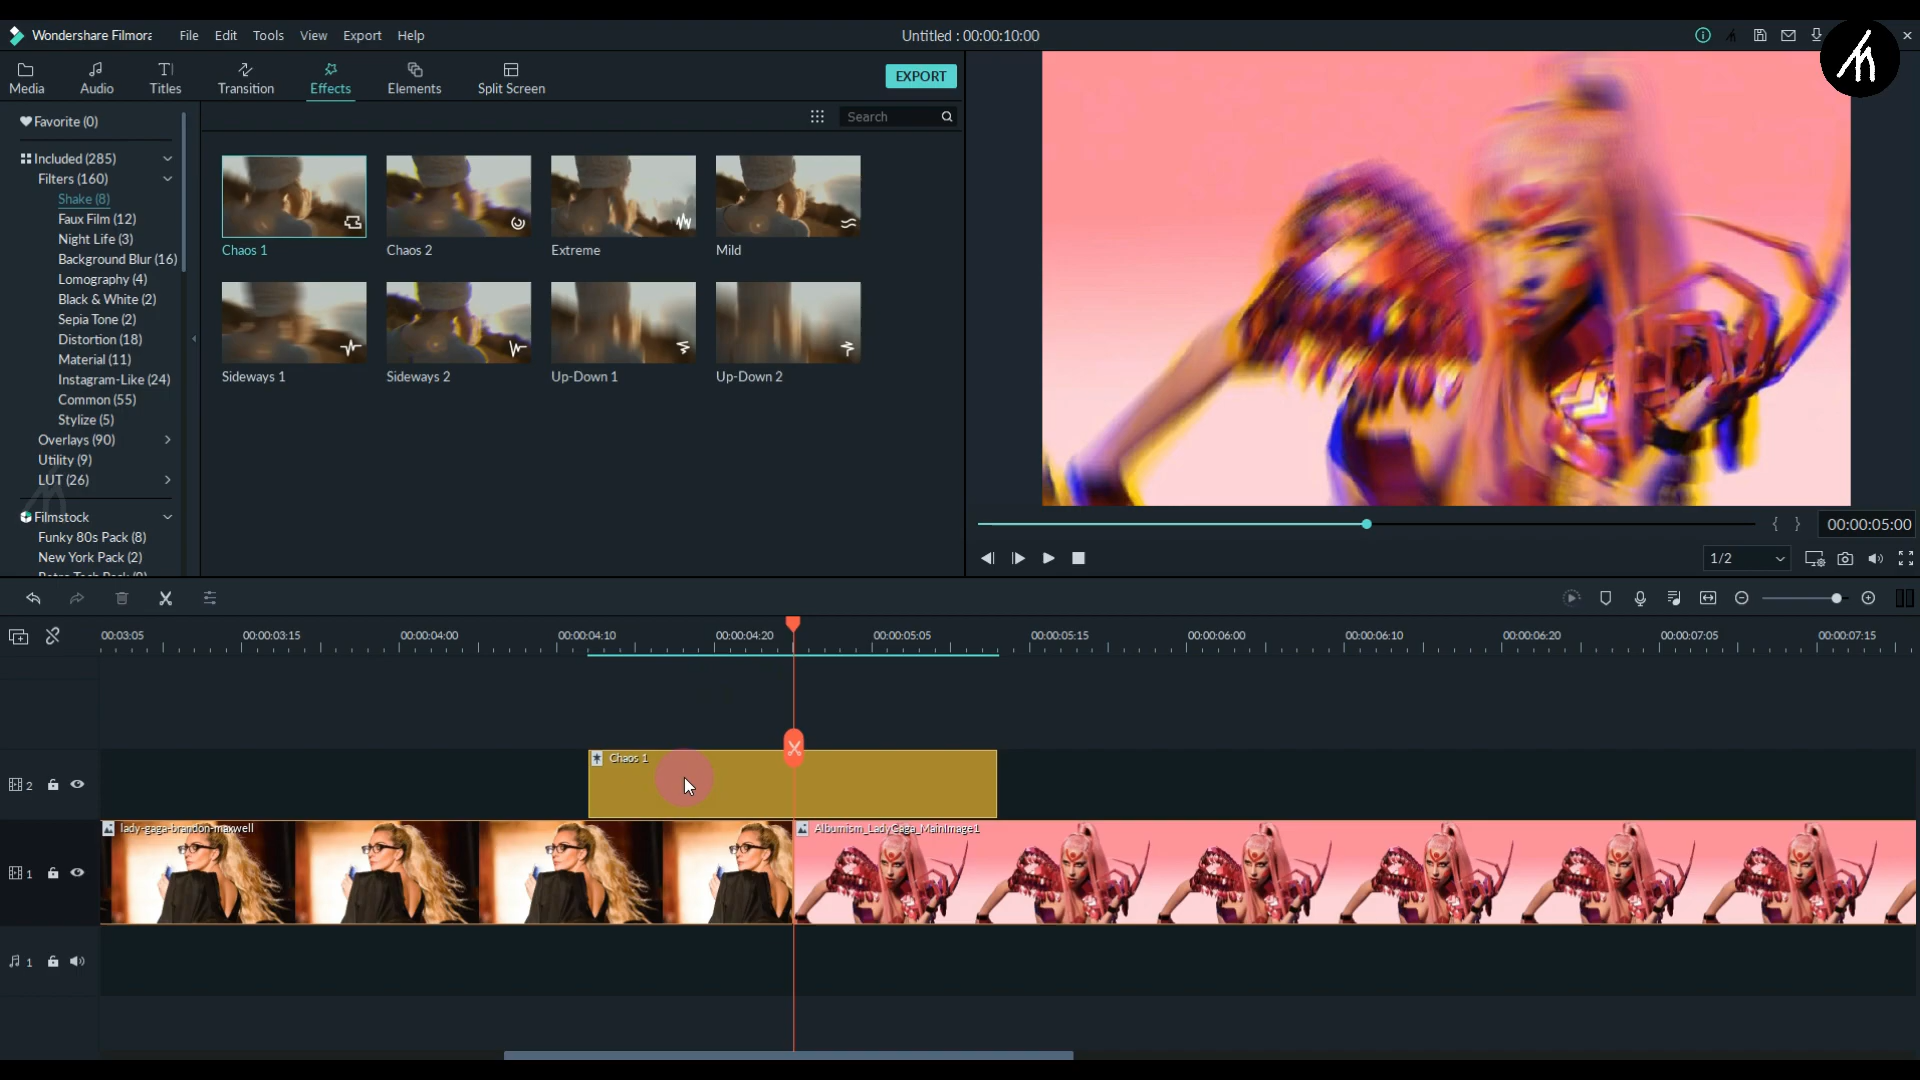 Wondershare Filmora
File Edit Tools View Export Help
Untitled : 00:00:10:00
Media
Audio
Titles
Transition
Effects
Elements
Split Screen
EXPORT
Favorite (0)
Search
Included (285)
Filters (160)
Shake (8)
Faux Film (12)
Night Life (3)
Background Blur (16)
Lomography (4)
Black & White (2)
Sepia Tone (2)
Distortion (18)
Material (11)
Instagram-Like (24)
Common (55)
Stylize (5)
Overlays (90)
Utility (9)
LUT (26)
Filmstock
Funky 80s Pack (8)
New York Pack (2)
Chaos 1
Chaos 2
Extreme
Mild
Sideways 1
Sideways 2
Up-Down 1
Up-Down 2
{ } 00:00:05:00
1/2
00:03:05 00:00:03:15 00:00:04:00 00:00:04:10 00:00:04:20 00:00:05:05 00:00:05:15 00:00:06:00 00:00:06:10 00:00:06:20 00:00:07:05 00:00:07:15
Chaos 1
2
lady-gaga-brandon-maxwell
Albumism_LadyGaga_MainImage1
1
1